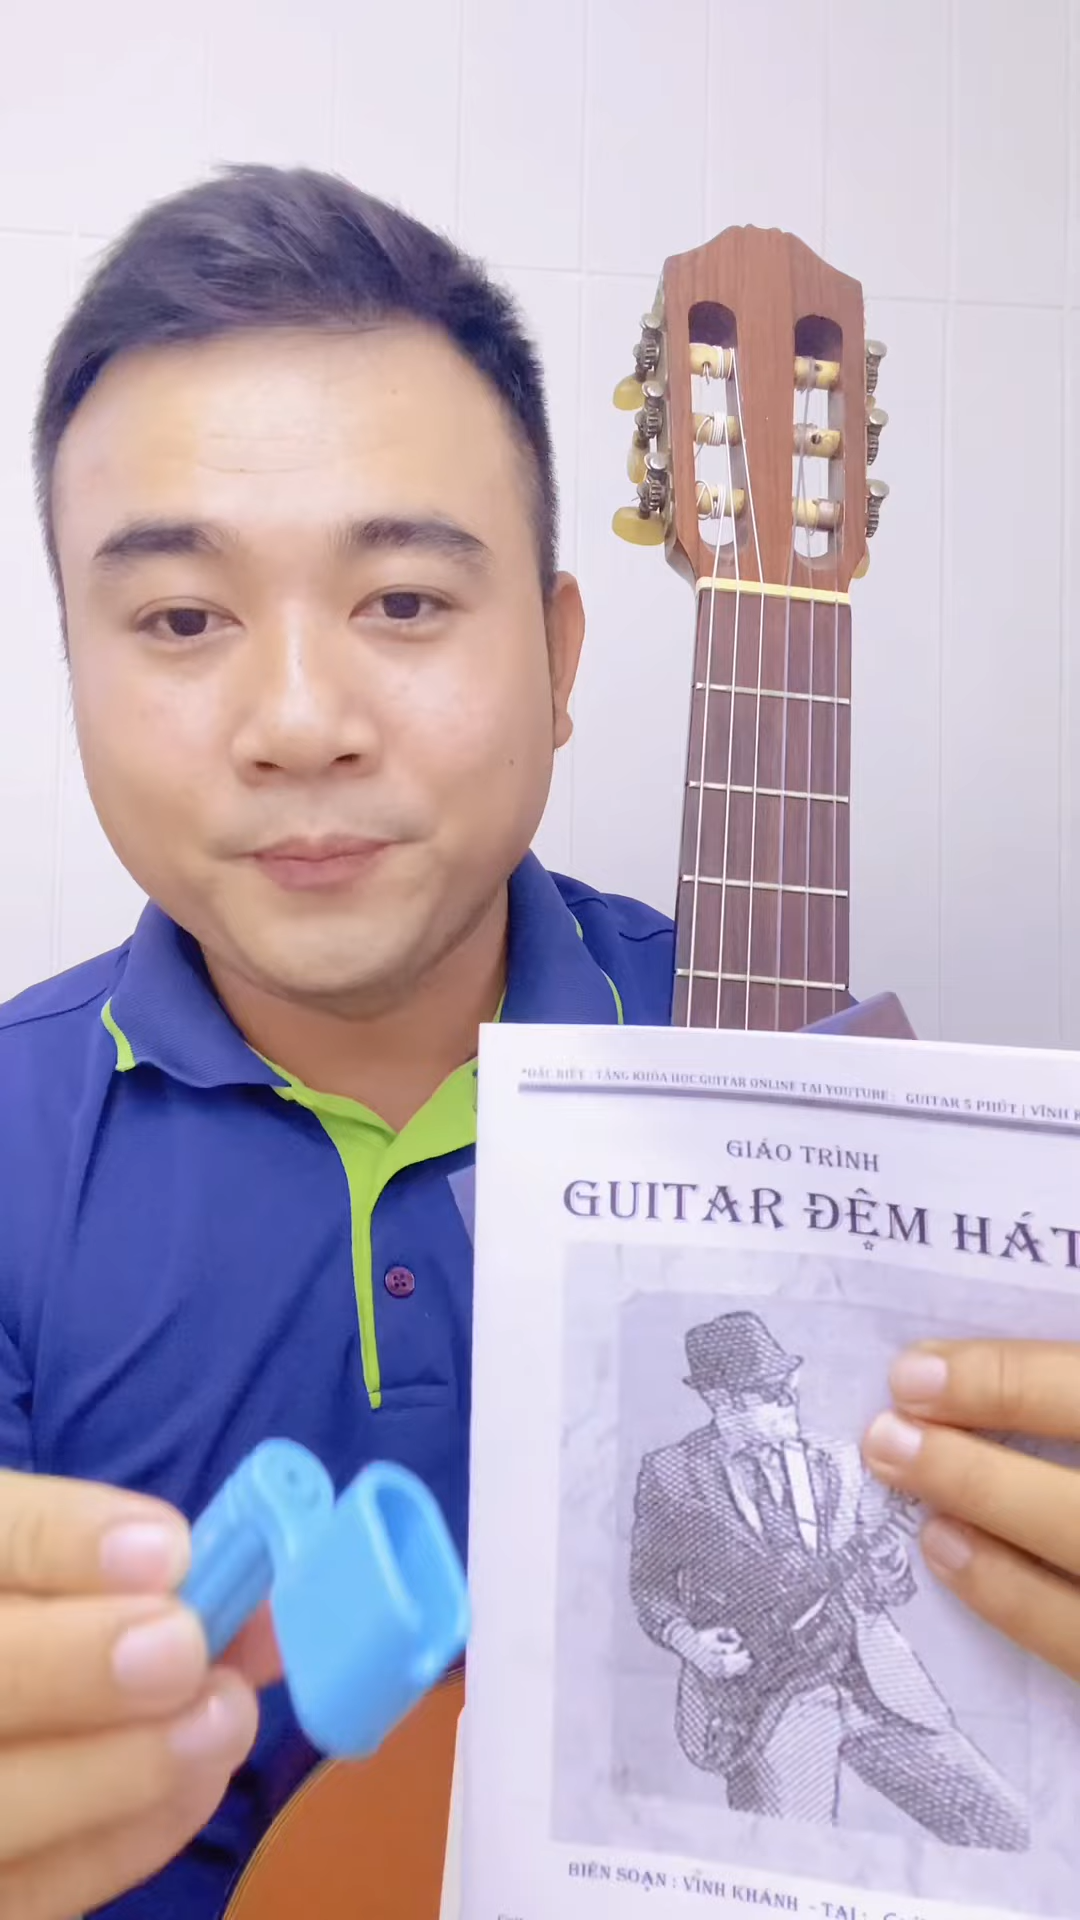 *ĐẶC BIỆT : TẶNG KHÓA HỌC GUITAR ONLINE TẠI YOUTUBE : GUITAR 5 PHÚT | VĨNH
GIÁO TRÌNH
GUITAR ĐỆM HÁT
BIÊN SOẠN : VĨNH KHÁNH - TẠI :